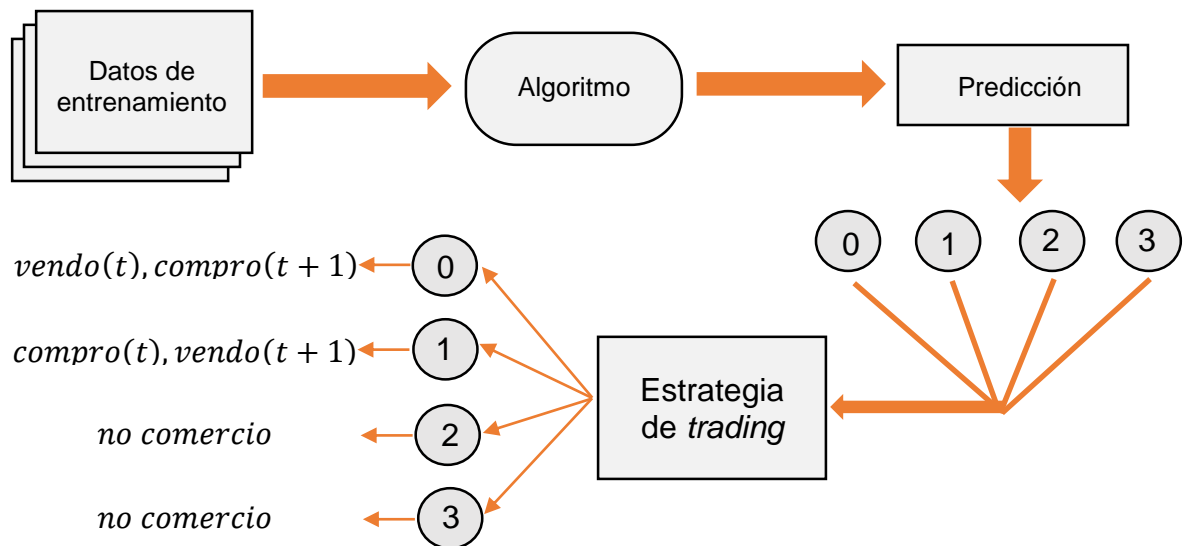 Datos de
entrenamiento
Algoritmo
Predicción
0 1 2 3
vendo(t), compro(t + 1) 0
compro(t), vendo(t + 1) 1
no comercio 2
no comercio 3
Estrategia
de trading